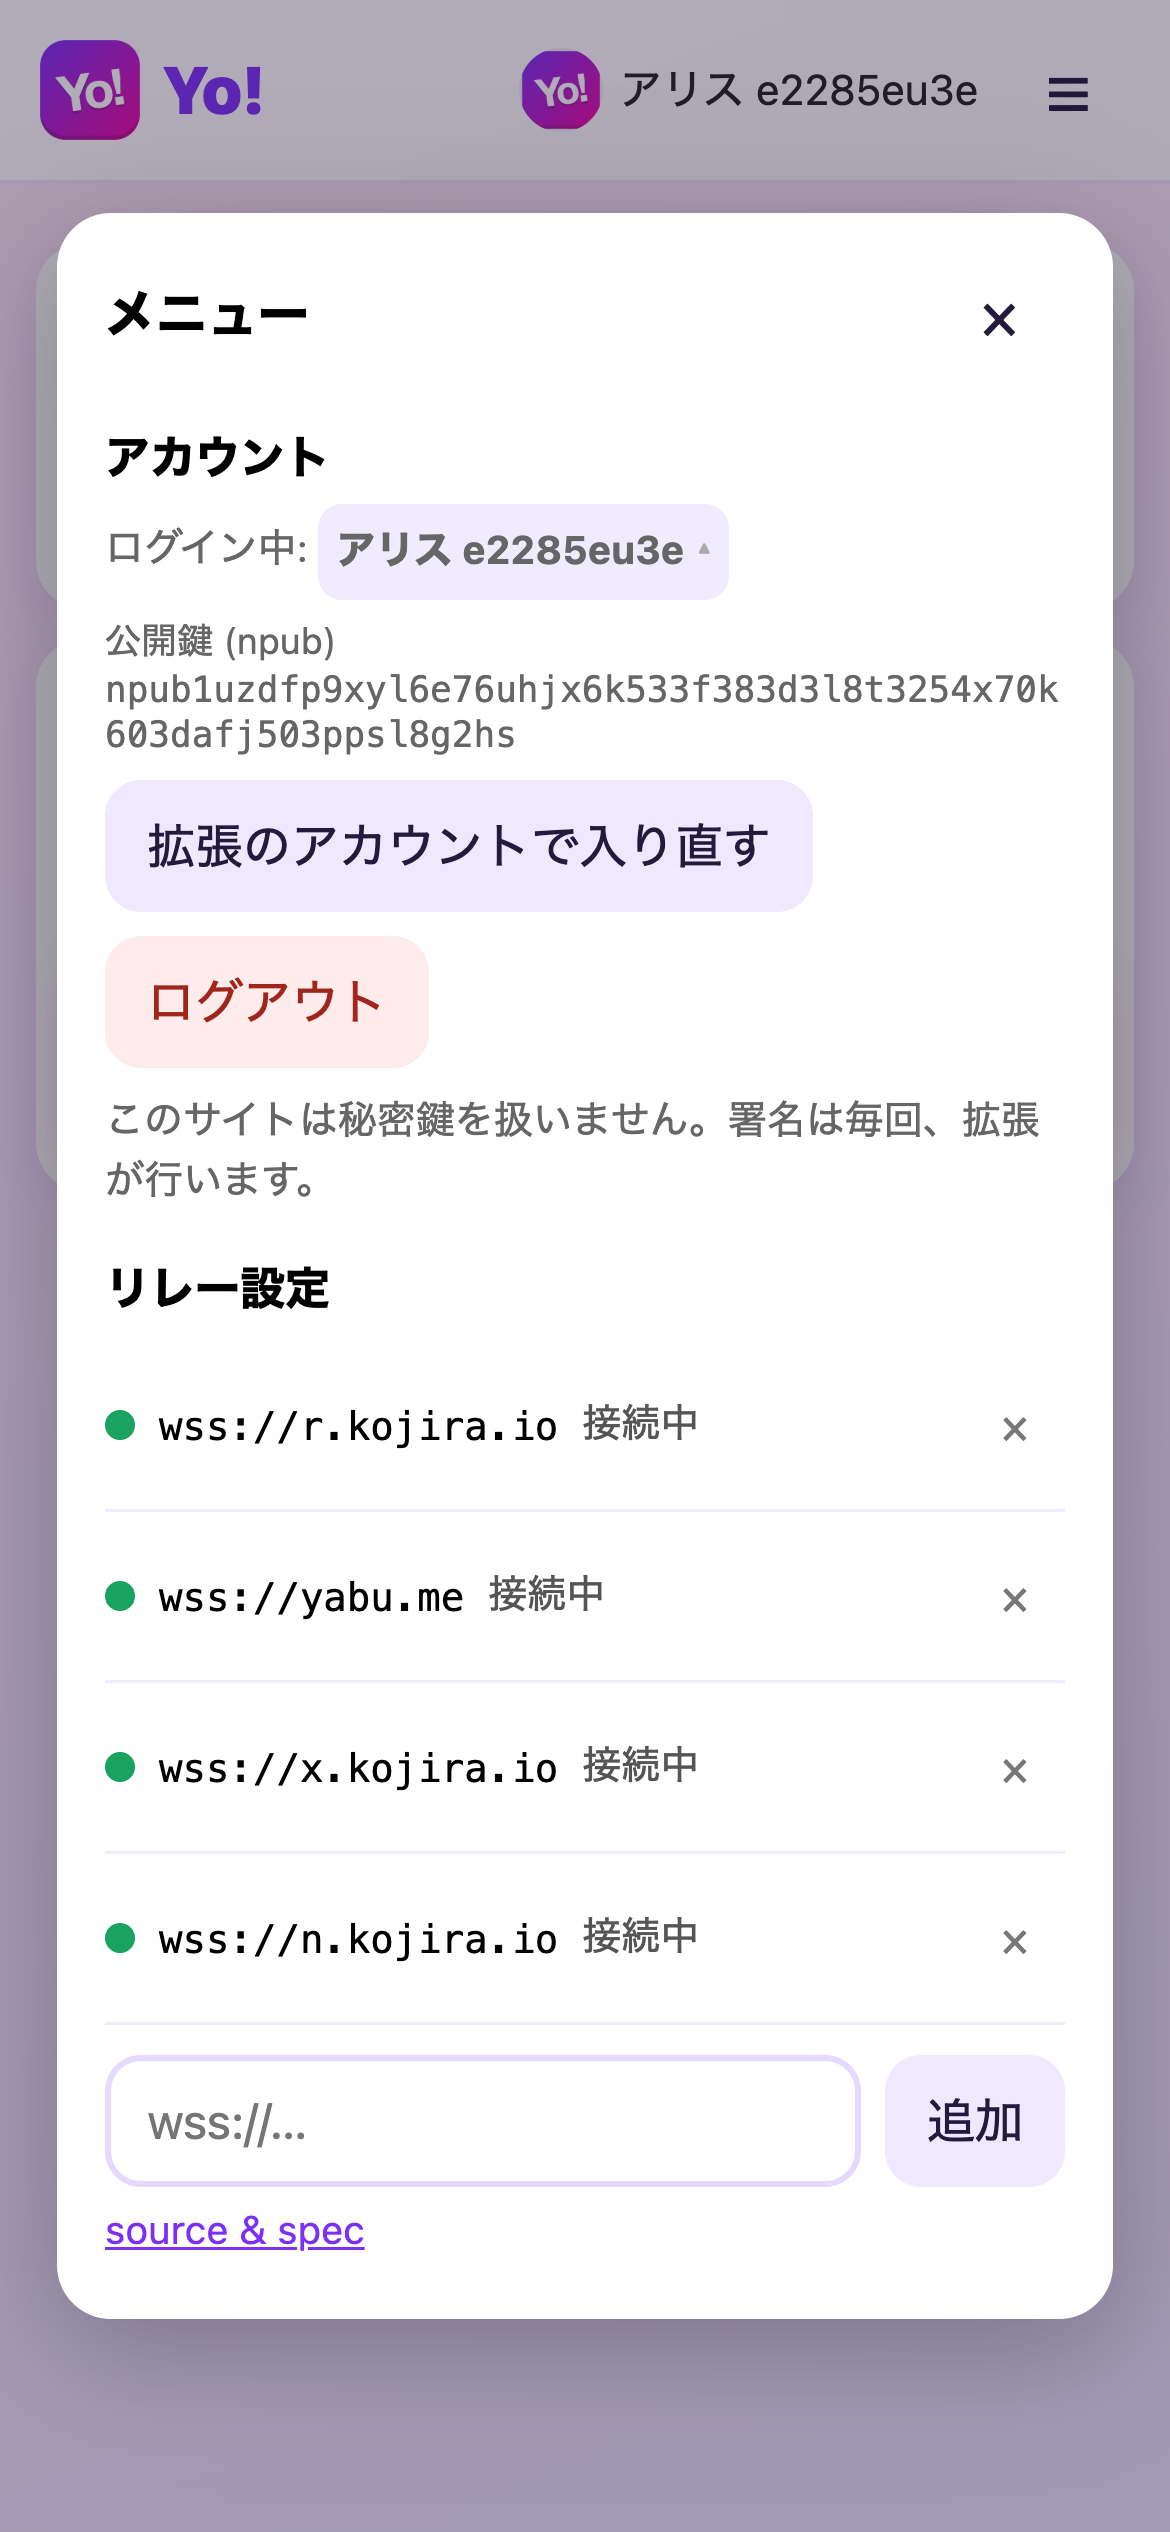 Yo! Yo! Yo! アリス e2285eu3e
メニュー ×
アカウント
ログイン中: アリス e2285eu3e
公開鍵 (npub)
npub1uzdfp9xyl6e76uhjx6k533f383d3l8t3254x70k
603dafj503ppsl8g2hs
拡張のアカウントで入り直す
ログアウト
このサイトは秘密鍵を扱いません。署名は毎回、拡張
が行います。
リレー設定
wss://r.kojira.io 接続中 ×
wss://yabu.me 接続中 ×
wss://x.kojira.io 接続中 ×
wss://n.kojira.io 接続中 ×
wss://... 追加
source & spec